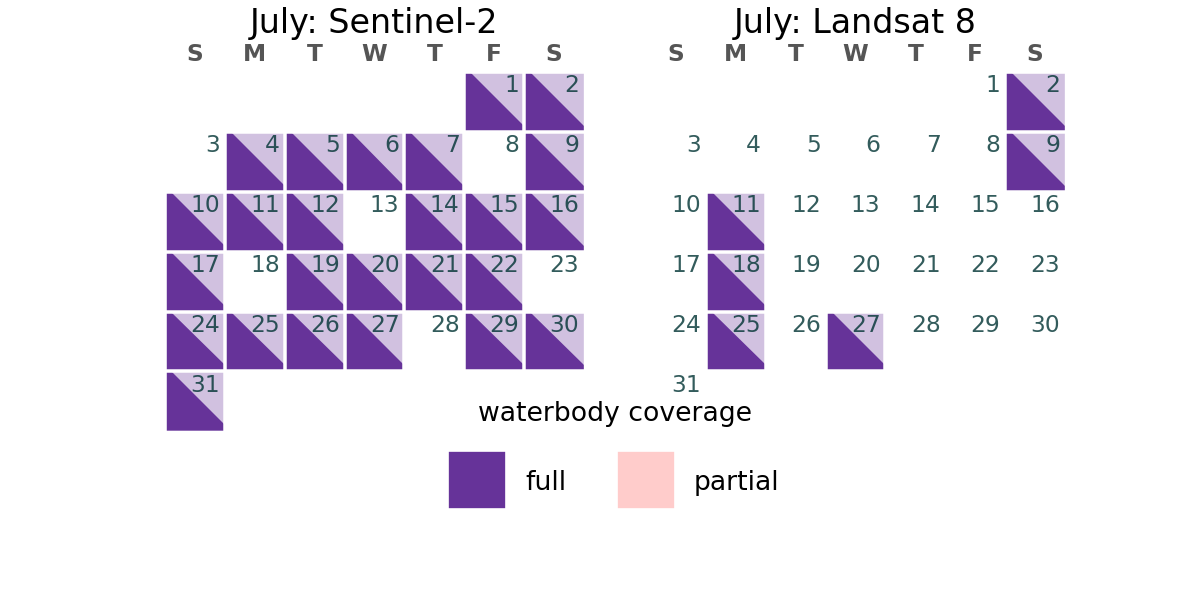 July: Sentinel-2
S M T W T F S
1 2
3 4 5 6 7 8 9
10 11 12 13 14 15 16
17 18 19 20 21 22 23
24 25 26 27 28 29 30
31
July: Landsat 8
S M T W T F S
1 2
3 4 5 6 7 8 9
10 11 12 13 14 15 16
17 18 19 20 21 22 23
24 25 26 27 28 29 30
31
waterbody coverage
full
partial